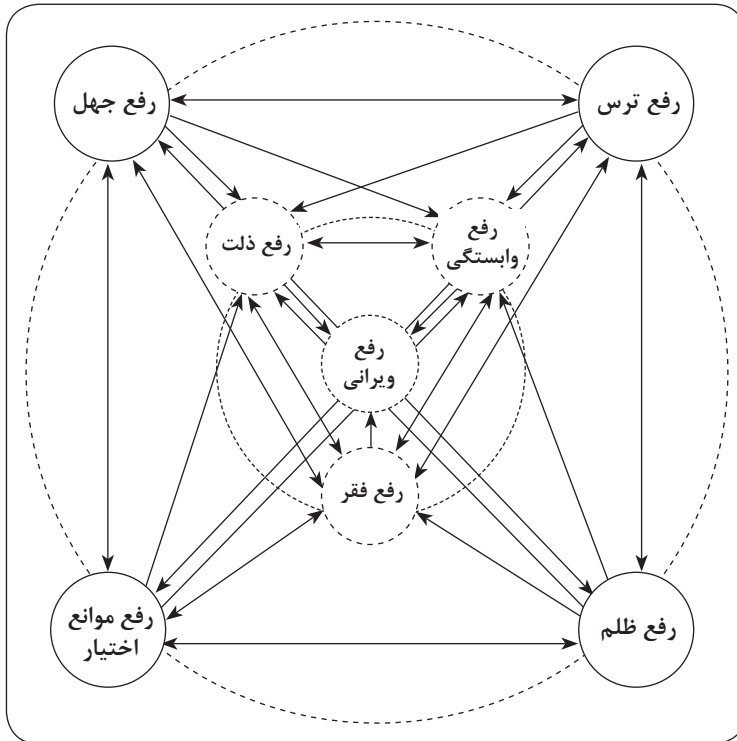 رفع ترس
رفع جهل
رفع
وابستگی
رفع ذلت
رفع
ویرانی
رفع فقر
رفع ظلم
رفع موانع
اختیار